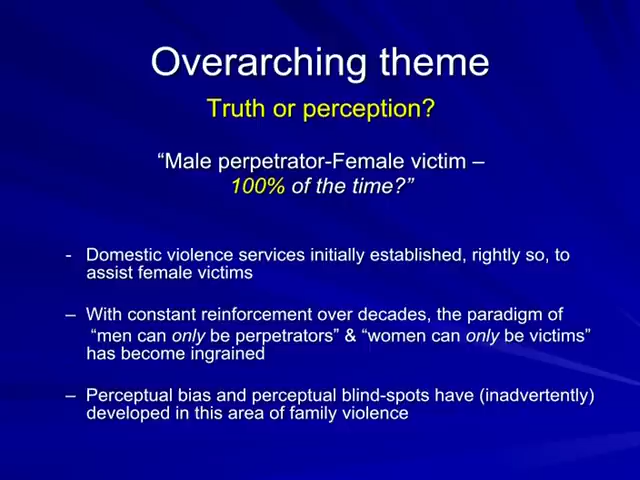 Overarching theme
Truth or perception?
“Male perpetrator-Female victim –
100% of the time?”
- Domestic violence services initially established, rightly so, to
assist female victims
– With constant reinforcement over decades, the paradigm of
“men can only be perpetrators” & “women can only be victims”
has become ingrained
– Perceptual bias and perceptual blind-spots have (inadvertently)
developed in this area of family violence